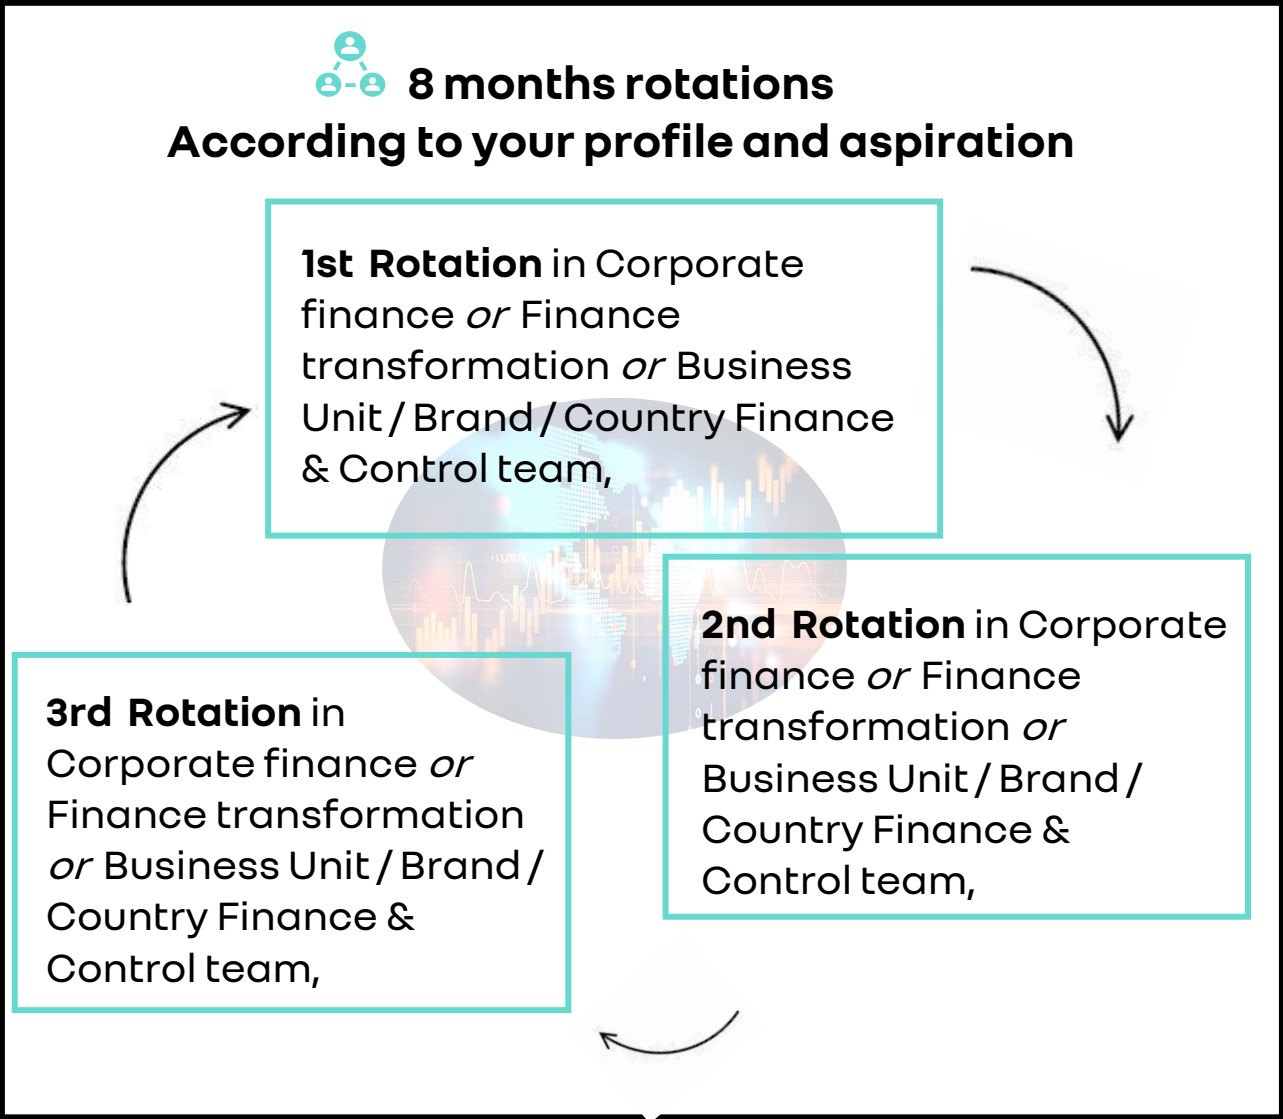 8 months rotations
According to your profile and aspiration
1st Rotation in Corporate
finance or Finance
transformation or Business
Unit / Brand / Country Finance
& Control team,
+11,00.00
2nd Rotation in Corporate
finance or Finance
transformation or
Business Unit / Brand /
Country Finance &
Control team,
3rd Rotation in
Corporate finance or
Finance transformation
or Business Unit / Brand /
Country Finance &
Control team,